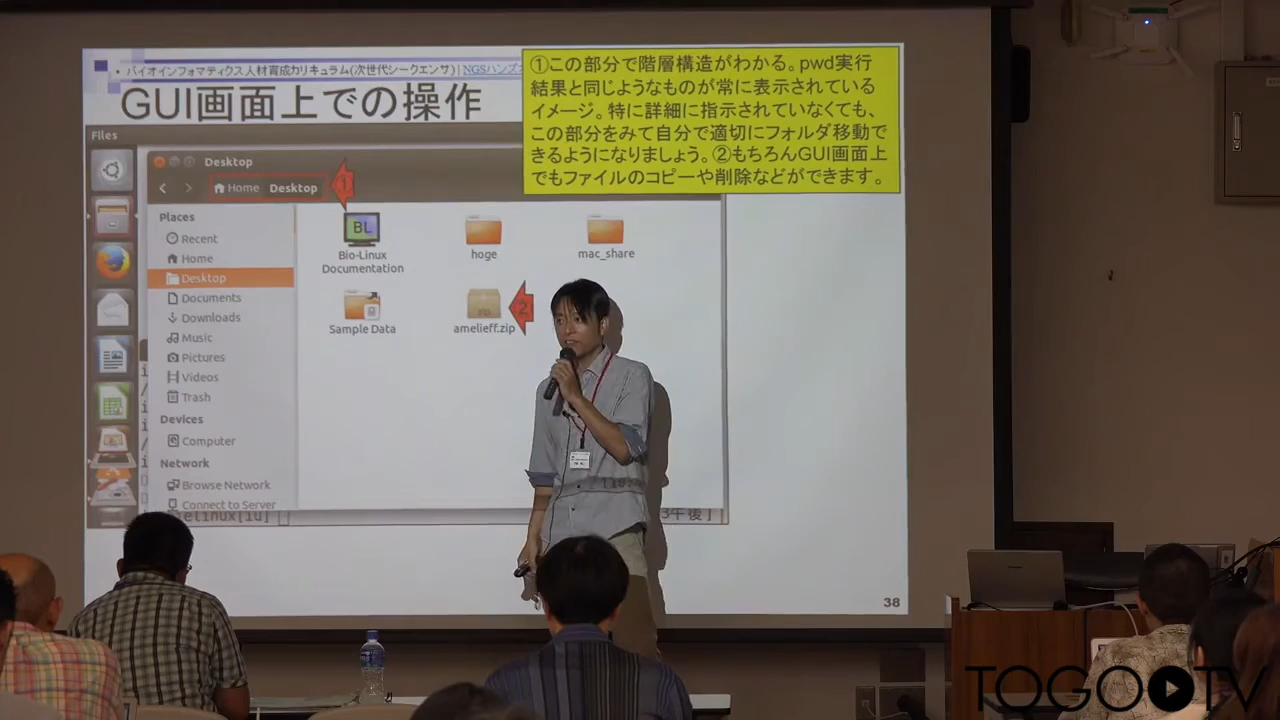 • バイオインフォマティクス人材育成カリキュラム(次世代シークエンサ) | NGSハンズ
GUI画面上での操作
①この部分で階層構造がわかる。pwd実行
結果と同じようなものが常に表示されている
イメージ。特に詳細に指示されていなくても、
この部分をみて自分で適切にフォルダ移動で
きるようになりましょう。②もちろんGUI画面上
でもファイルのコピーや削除などができます。
Files
Desktop
Home Desktop
①
Places
Recent
Home
Desktop
Documents
Downloads
Music
Pictures
Videos
Trash
Devices
Computer
Network
Browse Network
Connect to Server
BL
Bio-Linux
Documentation
hoge
mac_share
Sample Data
amelieff.zip
②
elinux[iu]
3午後]
38
TOGO TV